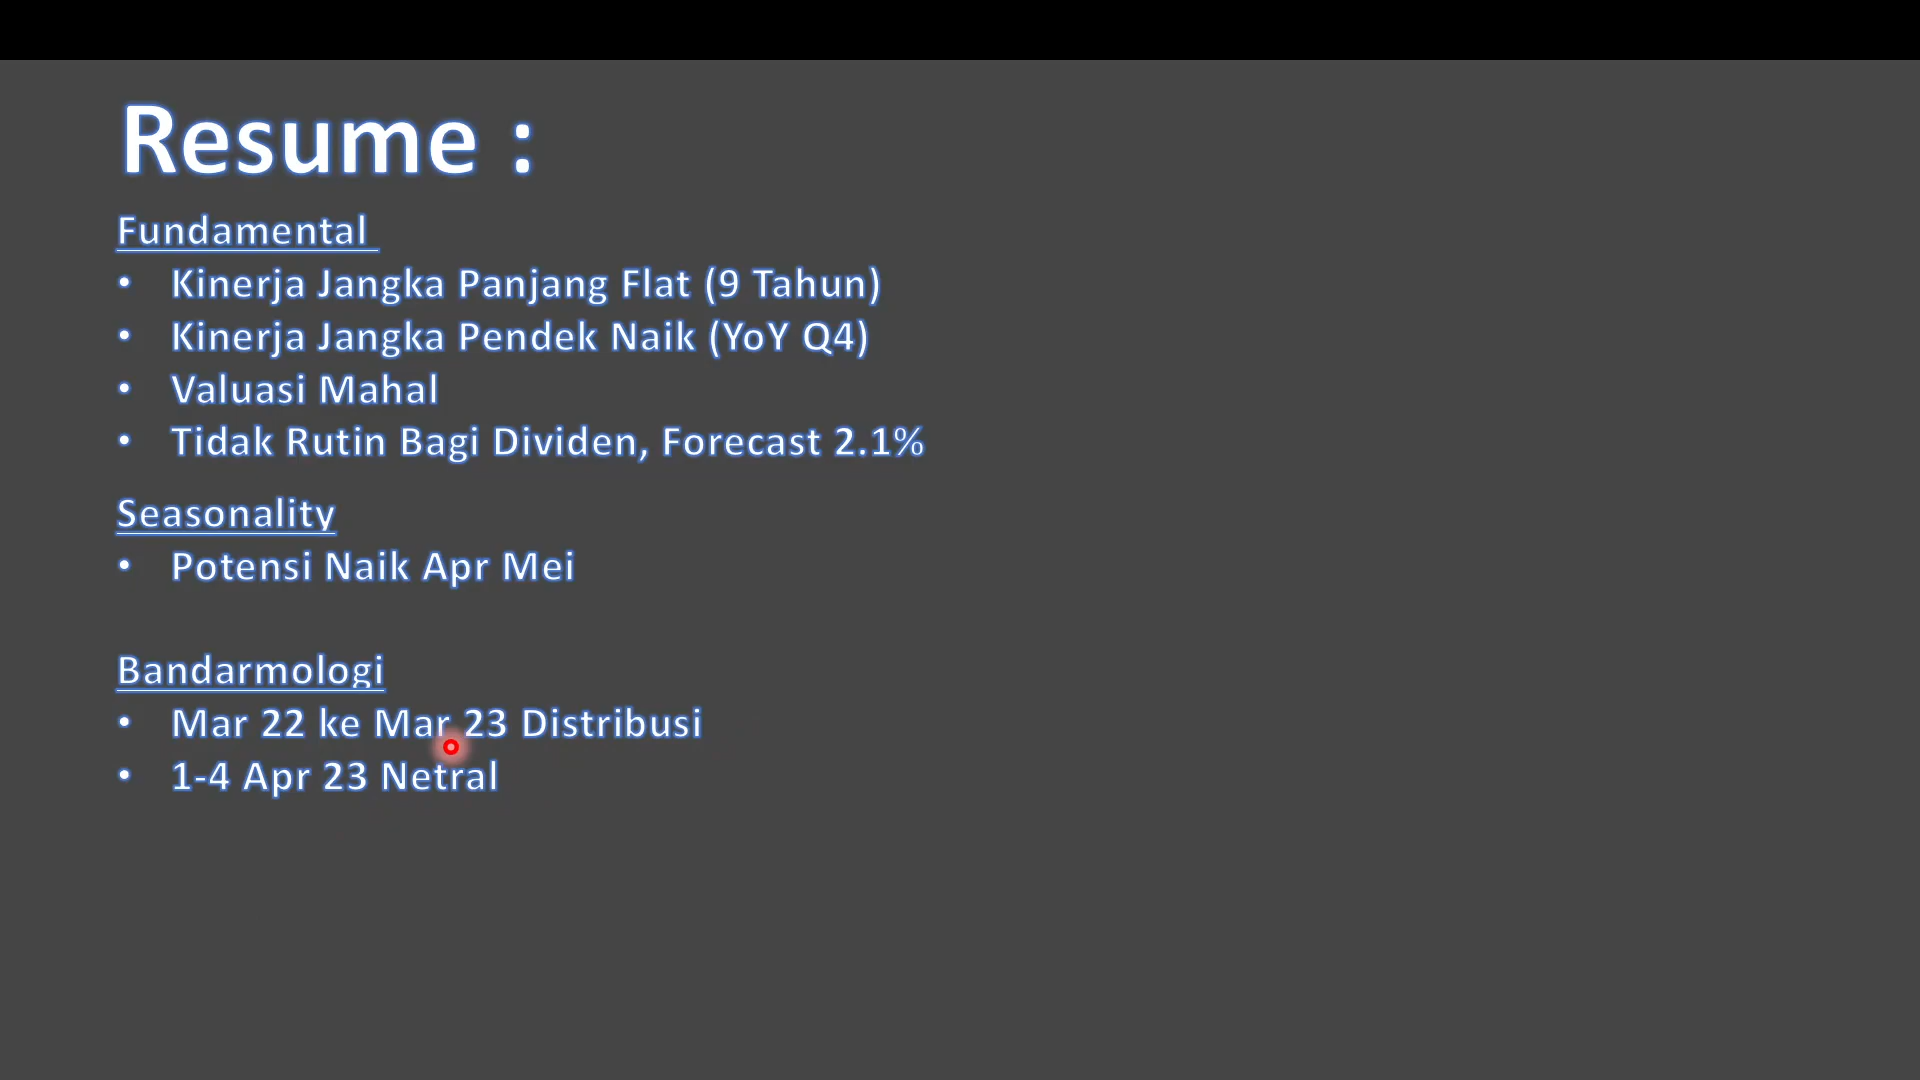 Resume :
Fundamental
• Kinerja Jangka Panjang Flat (9 Tahun)
• Kinerja Jangka Pendek Naik (YoY Q4)
• Valuasi Mahal
• Tidak Rutin Bagi Dividen, Forecast 2.1%
Seasonality
• Potensi Naik Apr Mei
Bandarmologi
• Mar 22 ke Mar 23 Distribusi
• 1-4 Apr 23 Netral